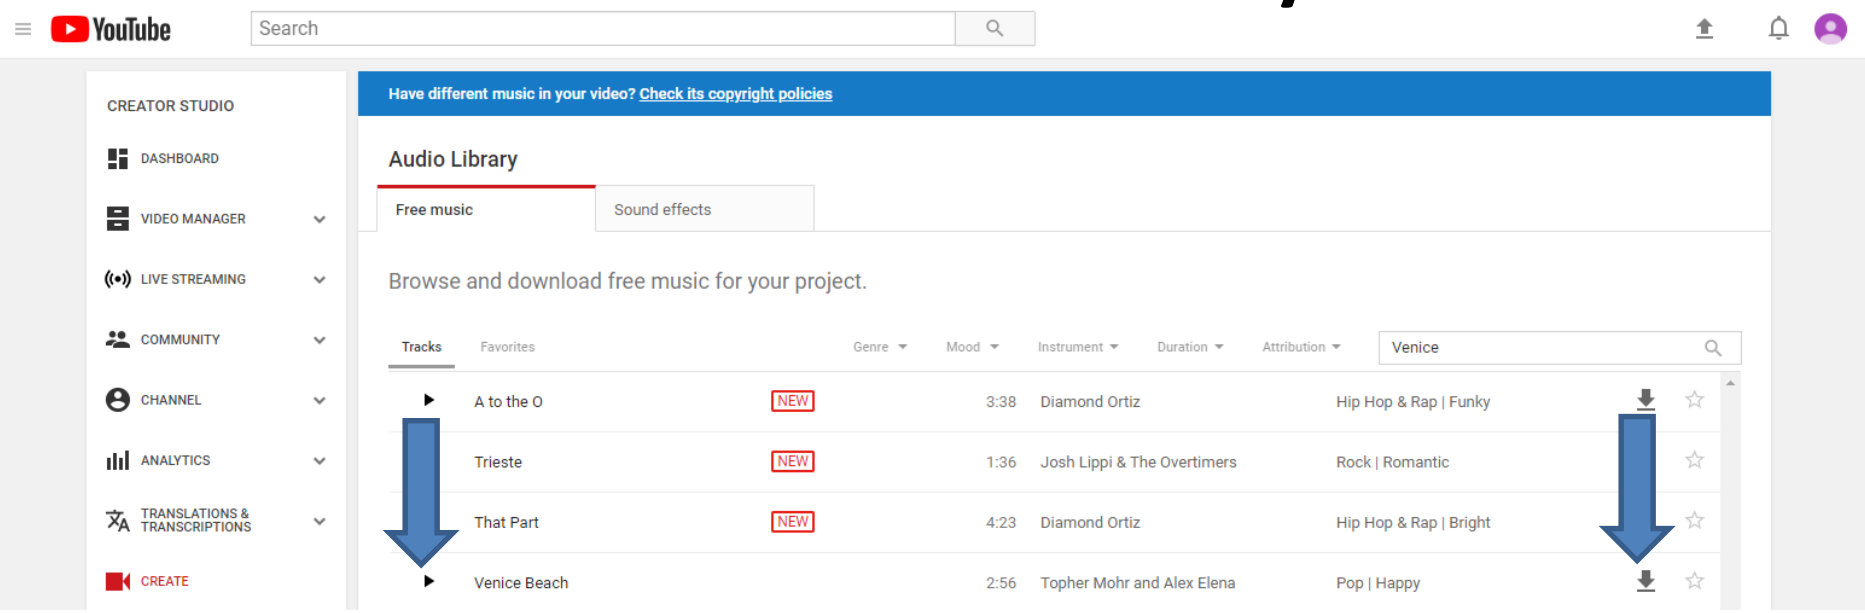 YouTube
Search
CREATOR STUDIO
DASHBOARD
VIDEO MANAGER
LIVE STREAMING
COMMUNITY
CHANNEL
ANALYTICS
TRANSLATIONS &
TRANSCRIPTIONS
CREATE
Have different music in your video? Check its copyright policies
Audio Library
Free music Sound effects
Browse and download free music for your project.
Tracks Favorites Genre Mood Instrument Duration Attribution Venice
A to the O NEW 3:38 Diamond Ortiz Hip Hop & Rap | Funky
Trieste NEW 1:36 Josh Lippi & The Overtimers Rock | Romantic
That Part NEW 4:23 Diamond Ortiz Hip Hop & Rap | Bright
Venice Beach 2:56 Topher Mohr and Alex Elena Pop | Happy